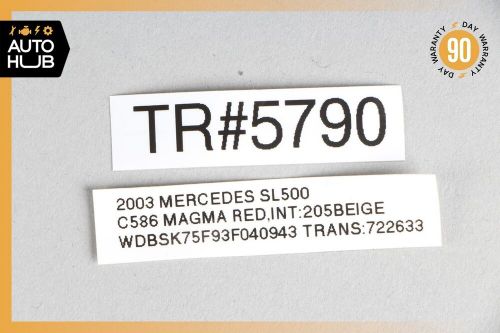 AUTO
HUB
90
DAY WARRANTY
DAY WARRANTY
TR#5790
2003 MERCEDES SL500
C586 MAGMA RED,INT:205BEIGE
WDBSK75F93F040943 TRANS:722633